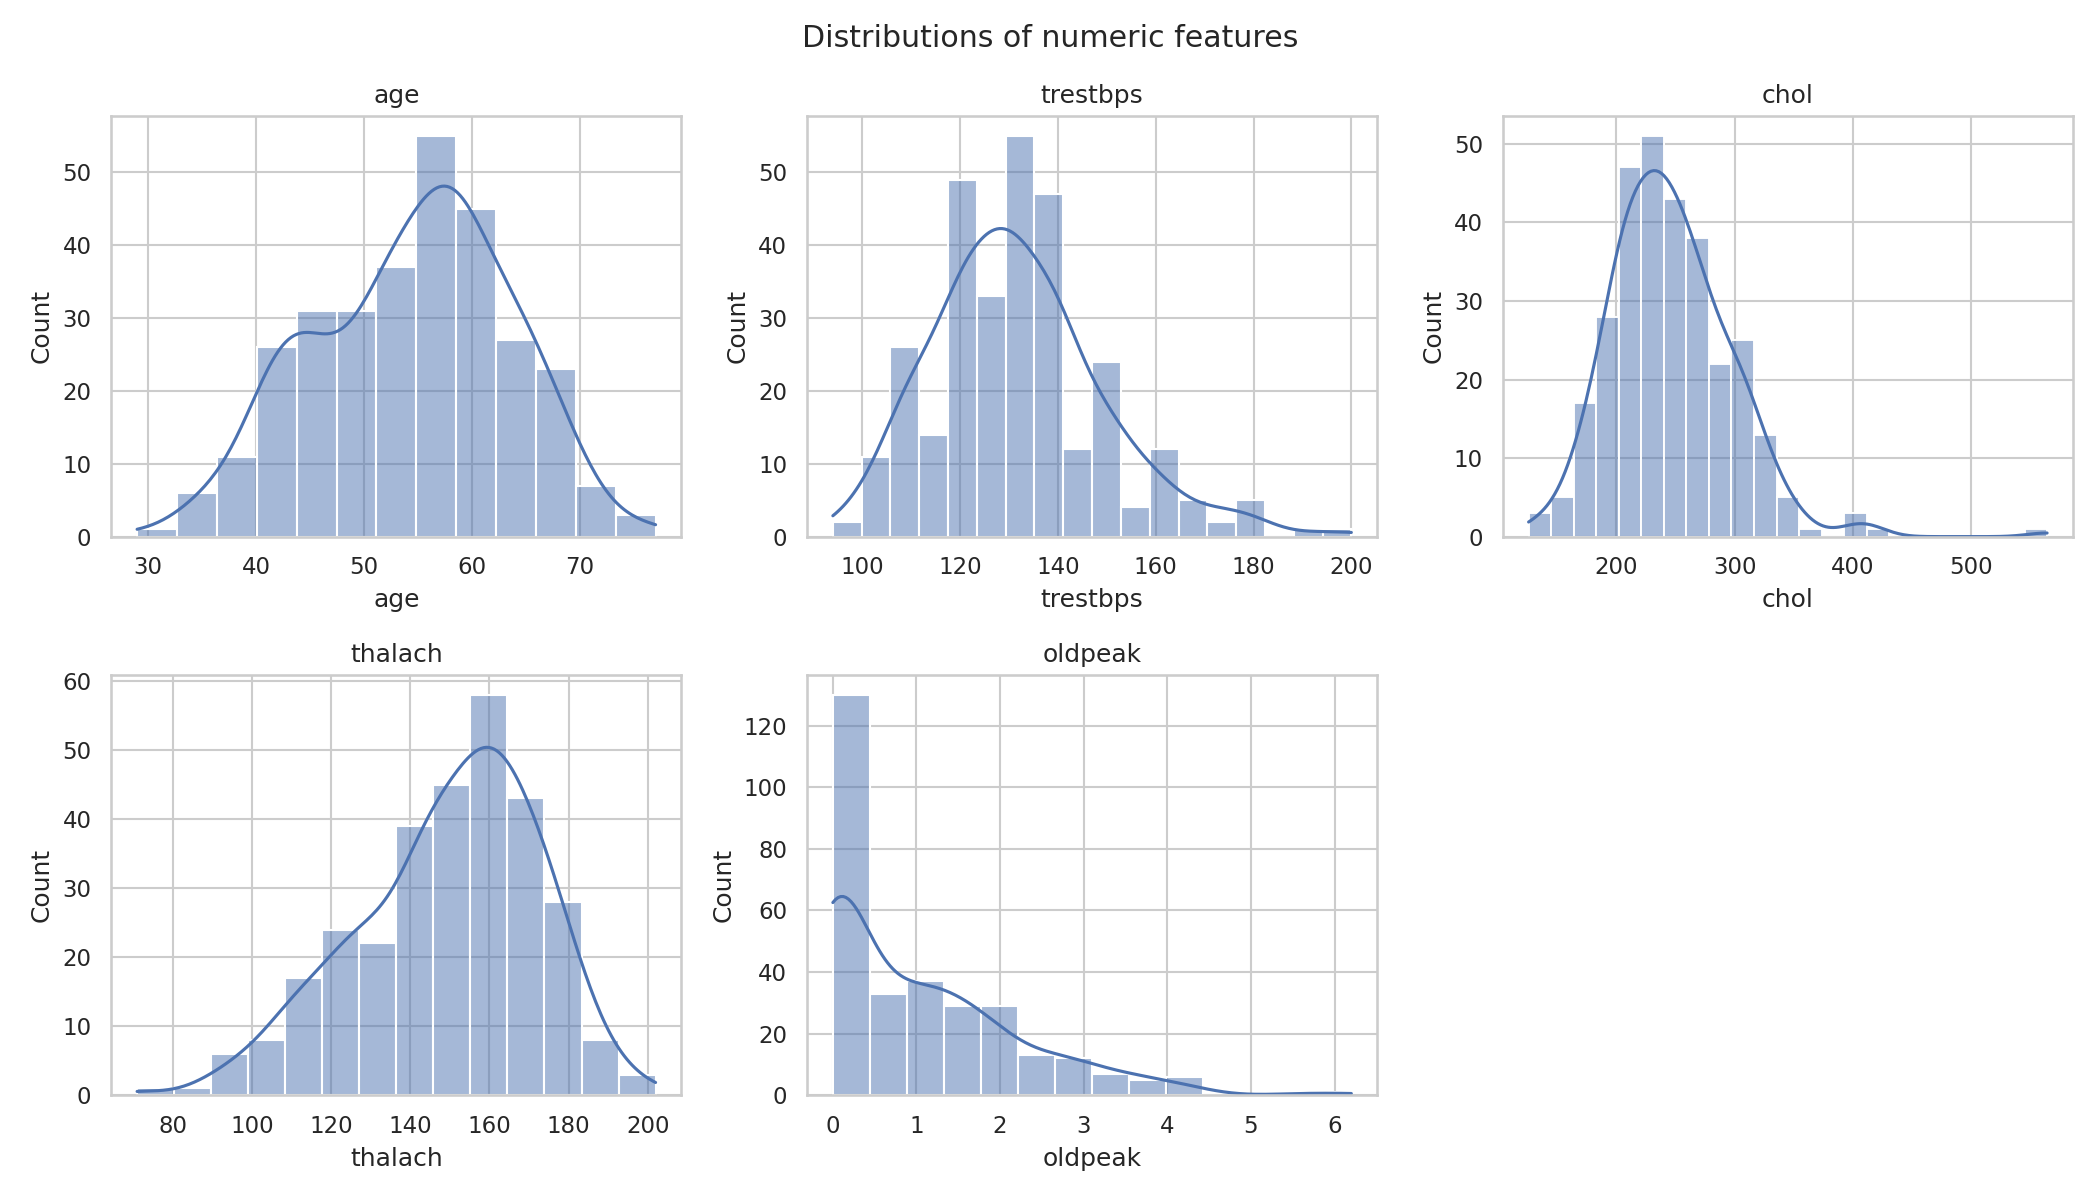 Distributions of numeric features
age
Count
0
10
20
30
40
50
30 40 50 60 70
age
trestbps
Count
0
10
20
30
40
50
100 120 140 160 180 200
trestbps
chol
Count
0
10
20
30
40
50
200 300 400 500
chol
thalach
Count
0
10
20
30
40
50
60
80 100 120 140 160 180 200
thalach
oldpeak
Count
0
20
40
60
80
100
120
0 1 2 3 4 5 6
oldpeak